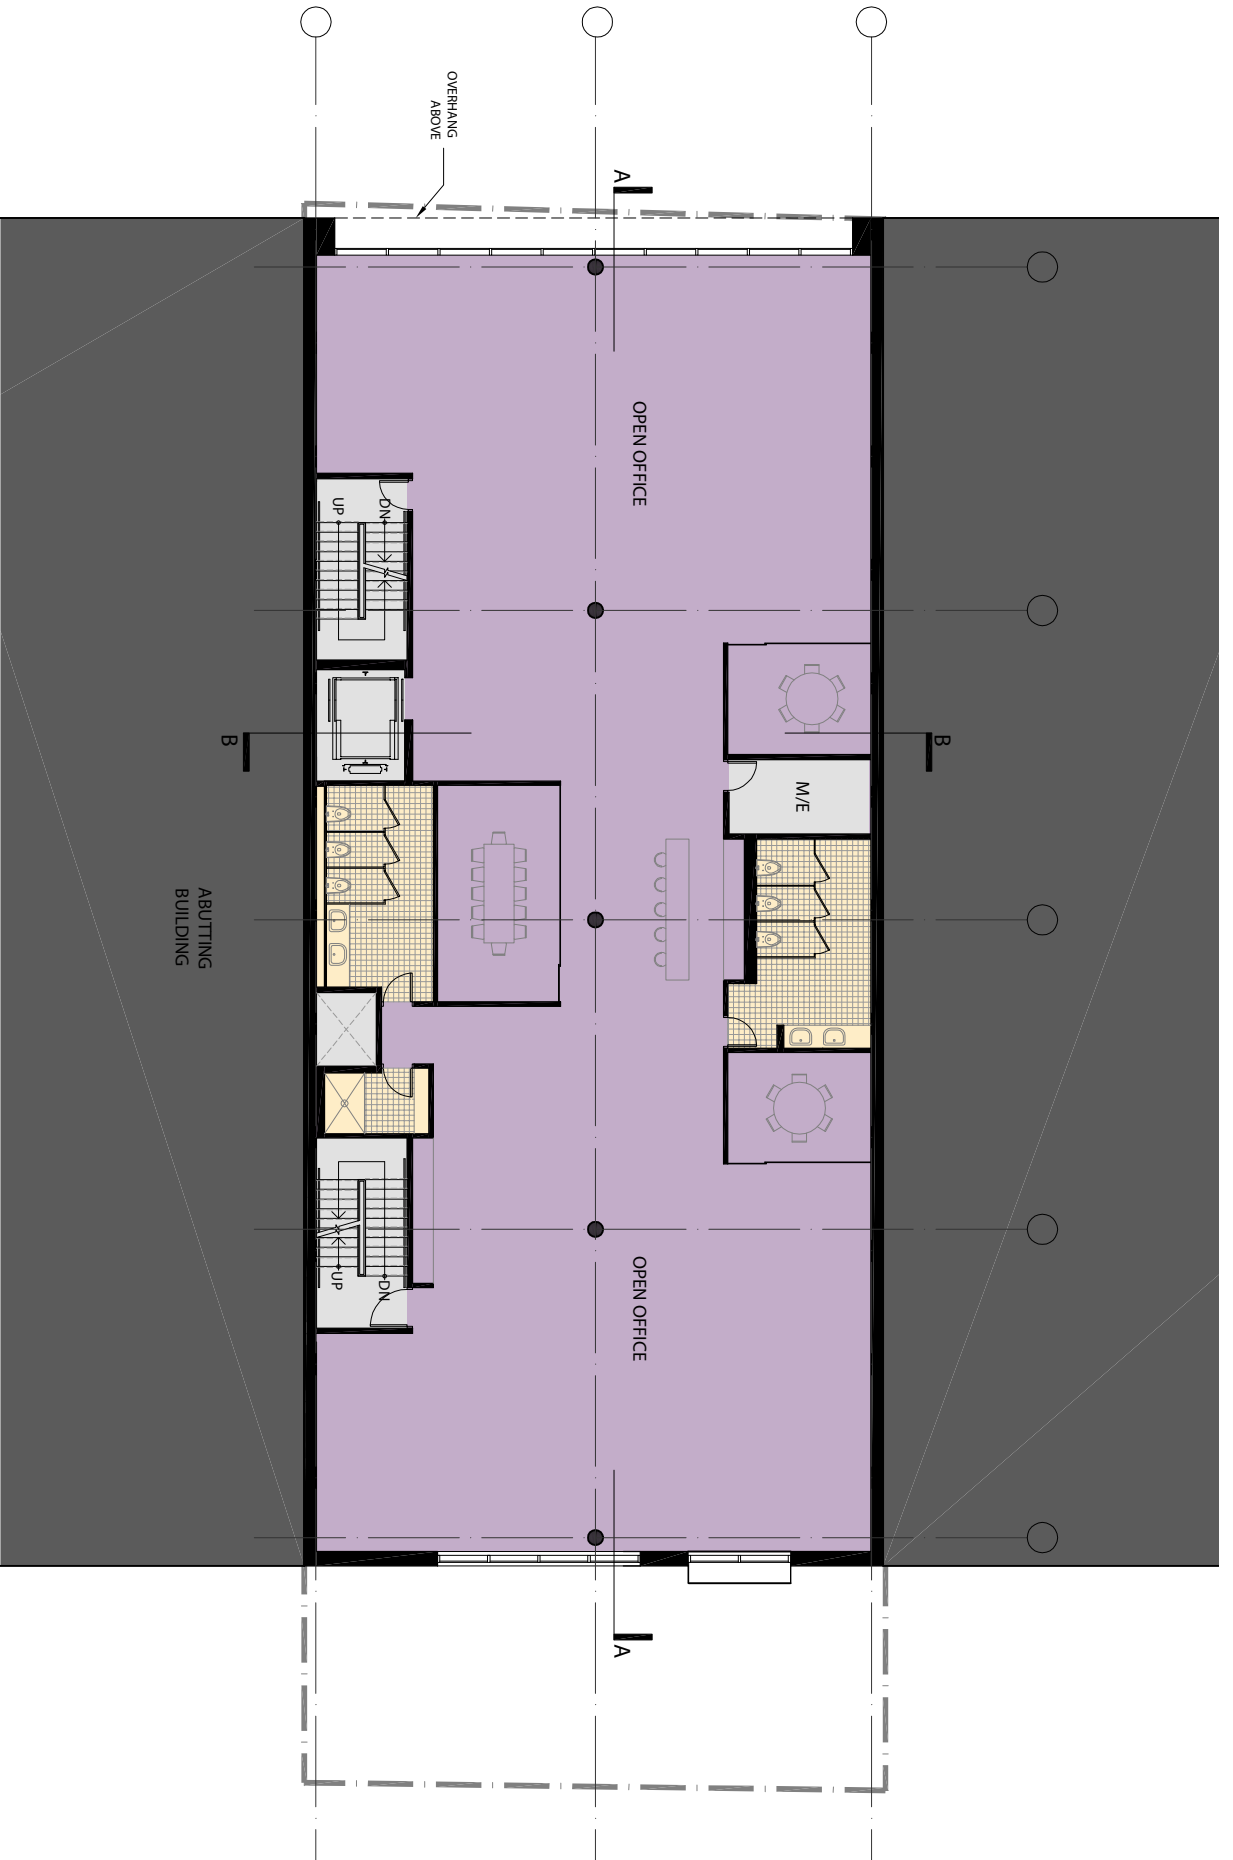 OVERHANG
ABOVE
A
OPEN OFFICE
UP
DN
B
B
M/E
ABUTTING
BUILDING
OPEN OFFICE
UP
DN
A